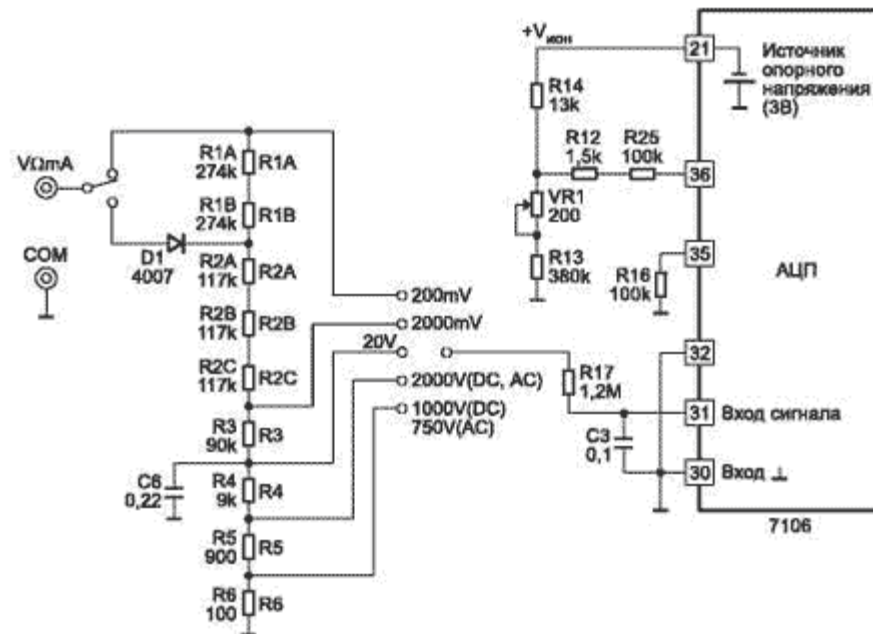 VΩmA
COM
D1
4007
R1A
274k
R1A
R1B
274k
R1B
R2A
117k
R2A
R2B
117k
R2B
R2C
117k
R2C
R3
90k
R3
C6
0,22
R4
9k
R4
R5
900
R5
R6
100
R6
200mV
2000mV
20V
2000V(DC, AC)
1000V(DC)
750V(AC)
+Vион
R14
13k
R12
1,5k
R25
100k
VR1
200
R13
380k
R16
100k
R17
1,2M
C3
0,1
21
Источник
опорного
напряжения
(3В)
36
35
АЦП
32
31
Вход сигнала
30
Вход ⊥
7106